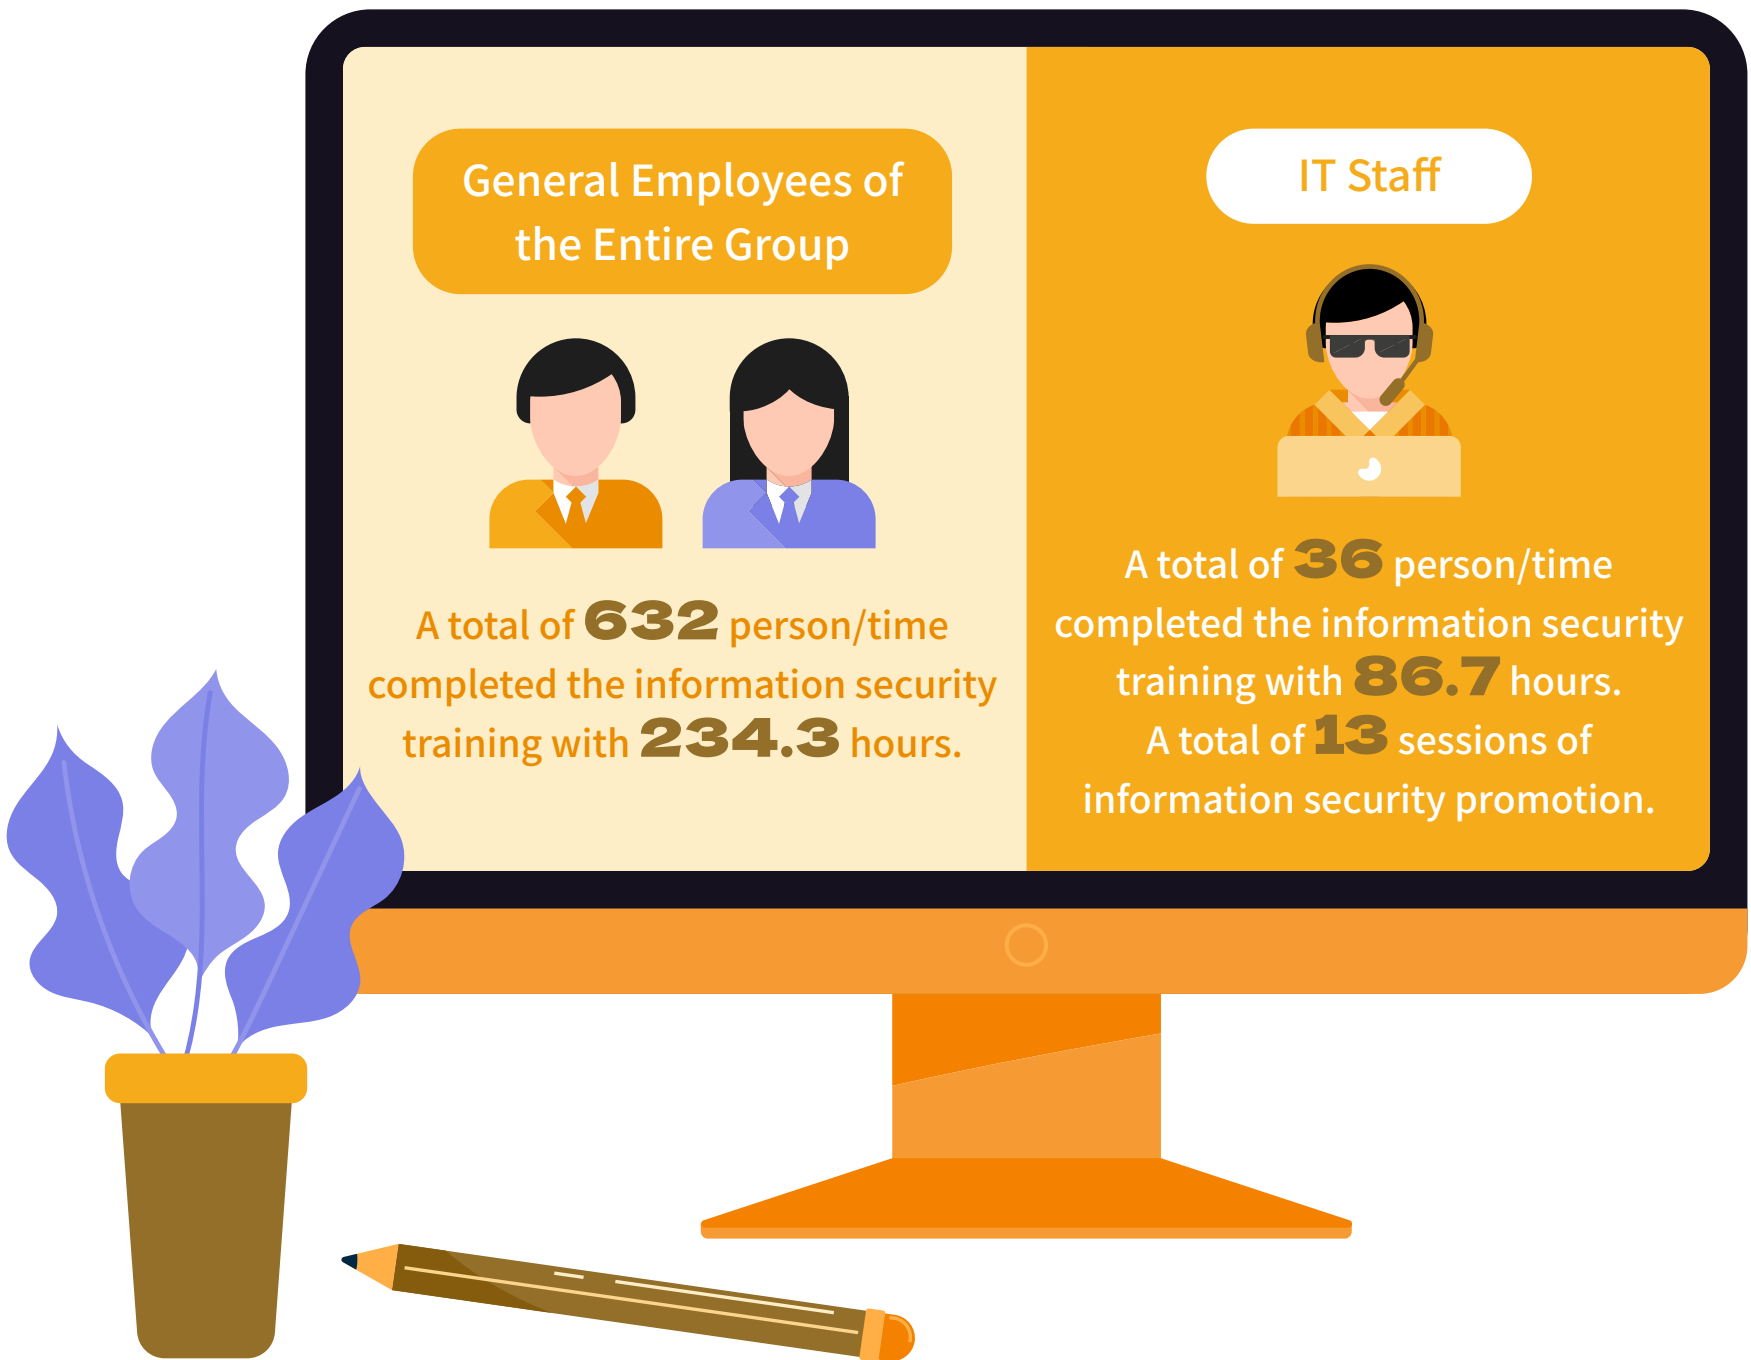 General Employees of
the Entire Group
A total of 632 person/time
completed the information security
training with 234.3 hours.
IT Staff
A total of 36 person/time
completed the information security
training with 86.7 hours.
A total of 13 sessions of
information security promotion.